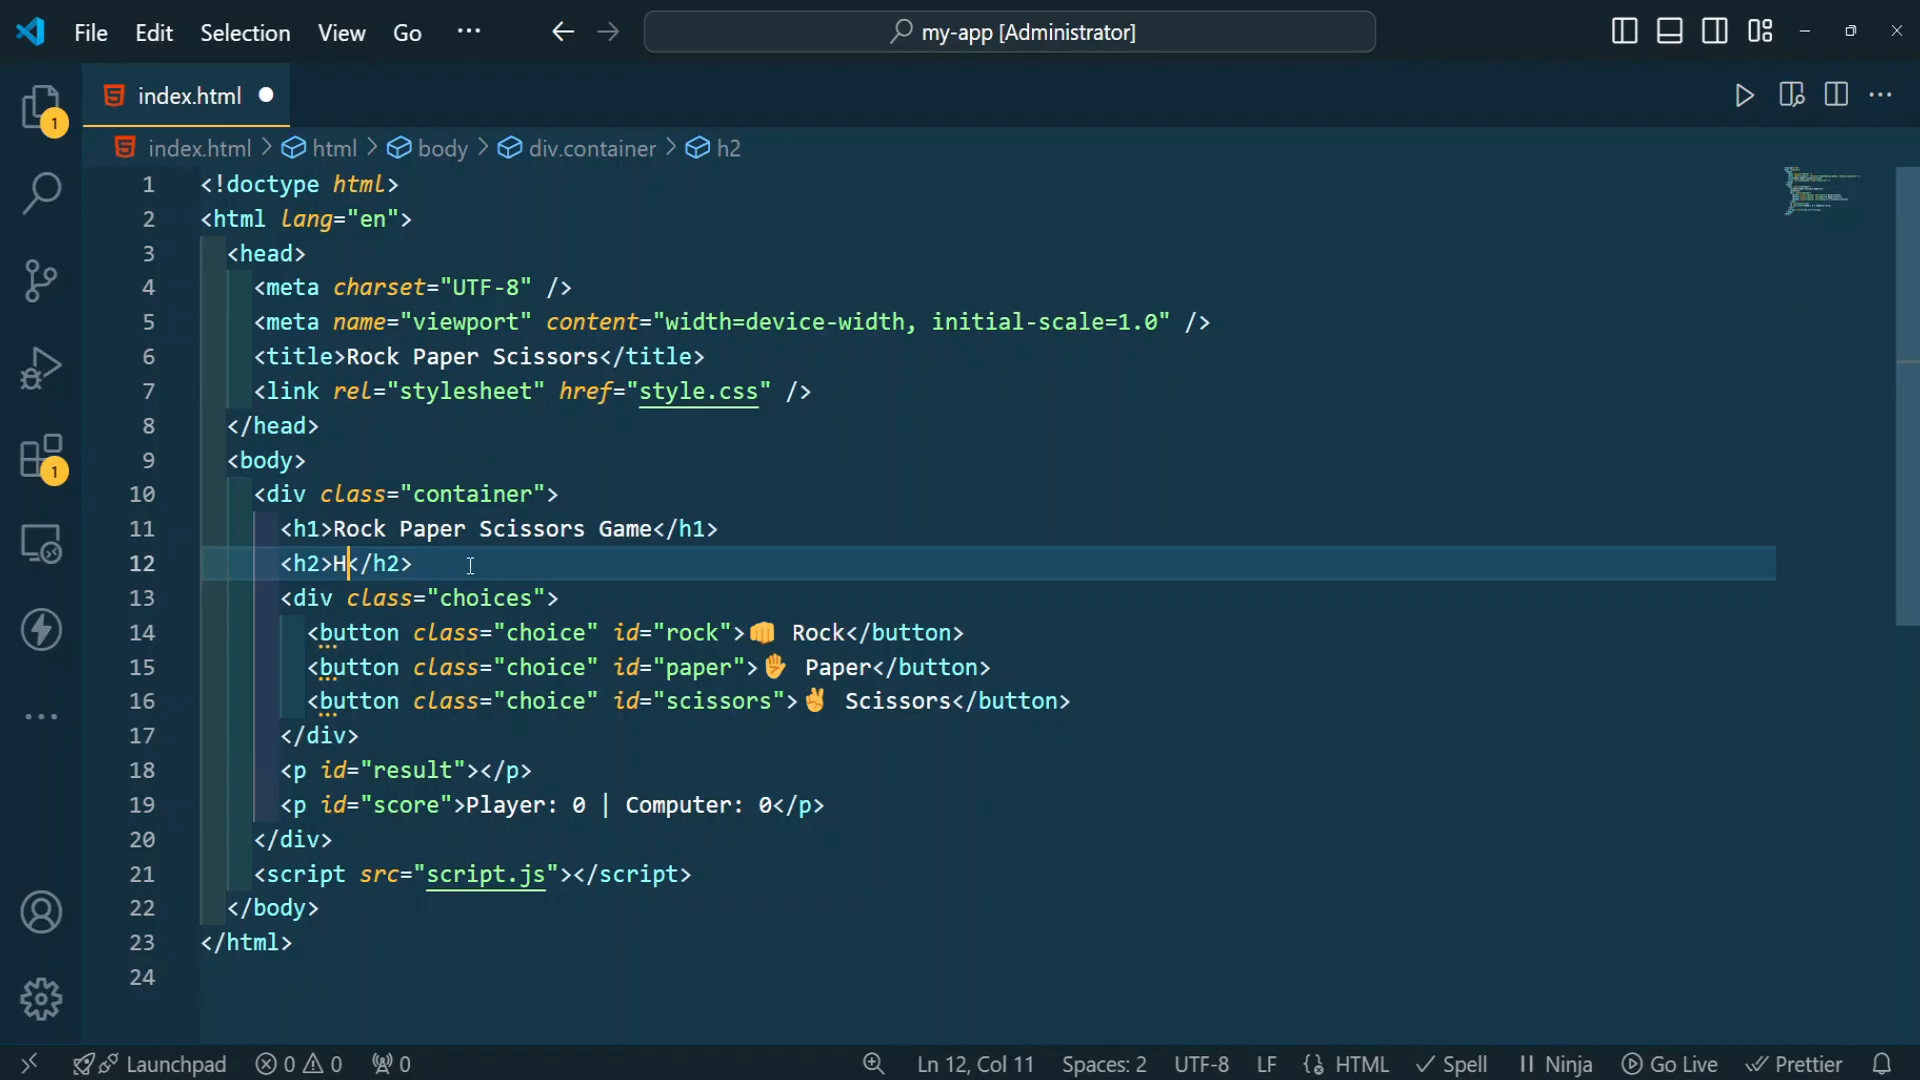 File Edit Selection View Go ... my-app [Administrator]
index.html
index.html > html > body > div.container > h2
1 <!doctype html>
2 <html lang="en">
3 <head>
4 <meta charset="UTF-8" />
5 <meta name="viewport" content="width=device-width, initial-scale=1.0" />
6 <title>Rock Paper Scissors</title>
7 <link rel="stylesheet" href="style.css" />
8 </head>
9 <body>
10 <div class="container">
11 <h1>Rock Paper Scissors Game</h1>
12 <h2>H</h2>
13 <div class="choices">
14 <button class="choice" id="rock">👊 Rock</button>
15 <button class="choice" id="paper">✋ Paper</button>
16 <button class="choice" id="scissors">✌ Scissors</button>
17 </div>
18 <p id="result"></p>
19 <p id="score">Player: 0 | Computer: 0</p>
20 </div>
21 <script src="script.js"></script>
22 </body>
23 </html>
24
1
1
Launchpad 0 0 0 Ln 12, Col 11 Spaces: 2 UTF-8 LF {} HTML Spell Ninja Go Live Prettier